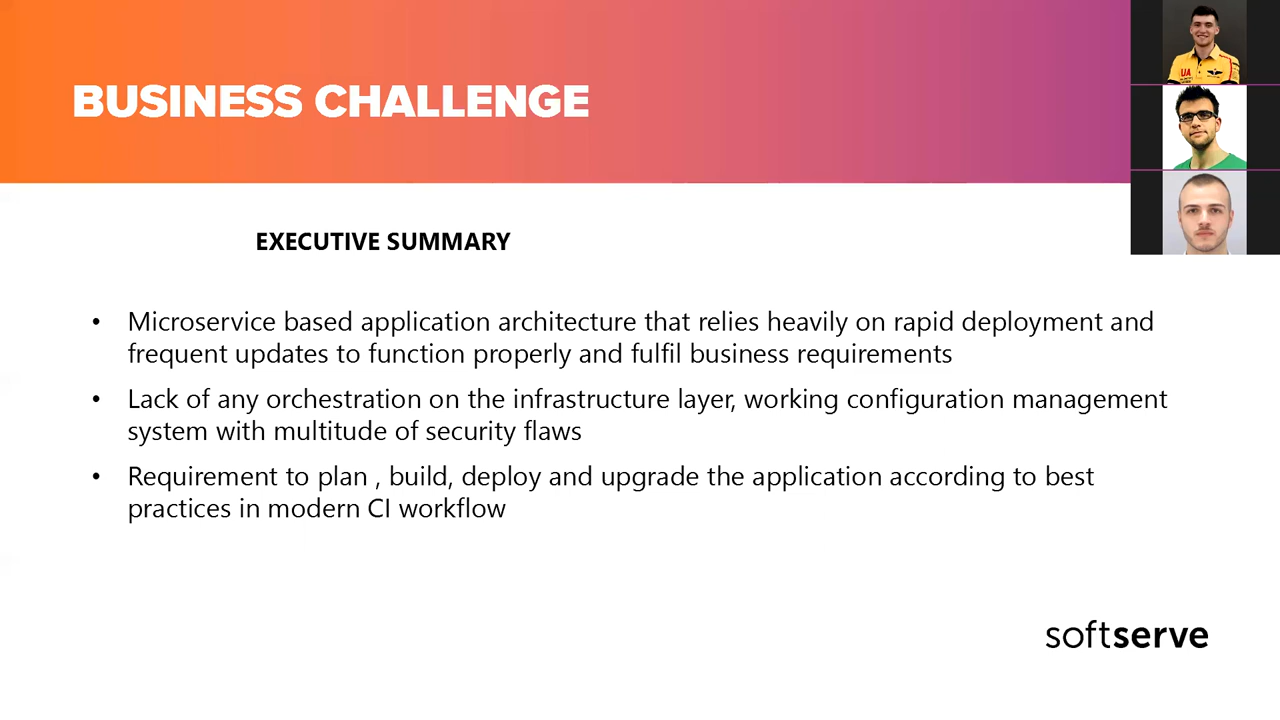 BUSINESS CHALLENGE
UA
EXECUTIVE SUMMARY
• Microservice based application architecture that relies heavily on rapid deployment and
frequent updates to function properly and fulfil business requirements
• Lack of any orchestration on the infrastructure layer, working configuration management
system with multitude of security flaws
• Requirement to plan , build, deploy and upgrade the application according to best
practices in modern CI workflow
softserve